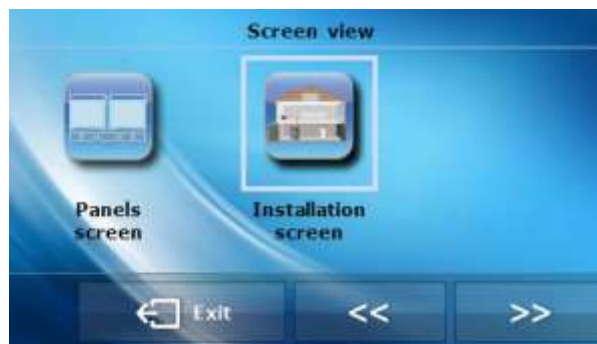 Screen view
Panels
screen
Installation
screen
Exit
<<
>>